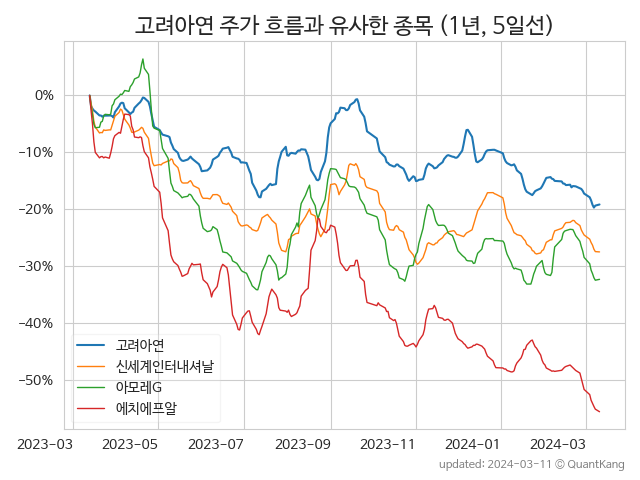 고려아연 주가 흐름과 유사한 종목 (1년, 5일선)
0%
−10%
−20%
−30%
−40%
−50%
고려아연
신세계인터내셔날
아모레G
에치에프알
2023-03 2023-05 2023-07 2023-09 2023-11 2024-01 2024-03
updated: 2024-03-11 © QuantKang